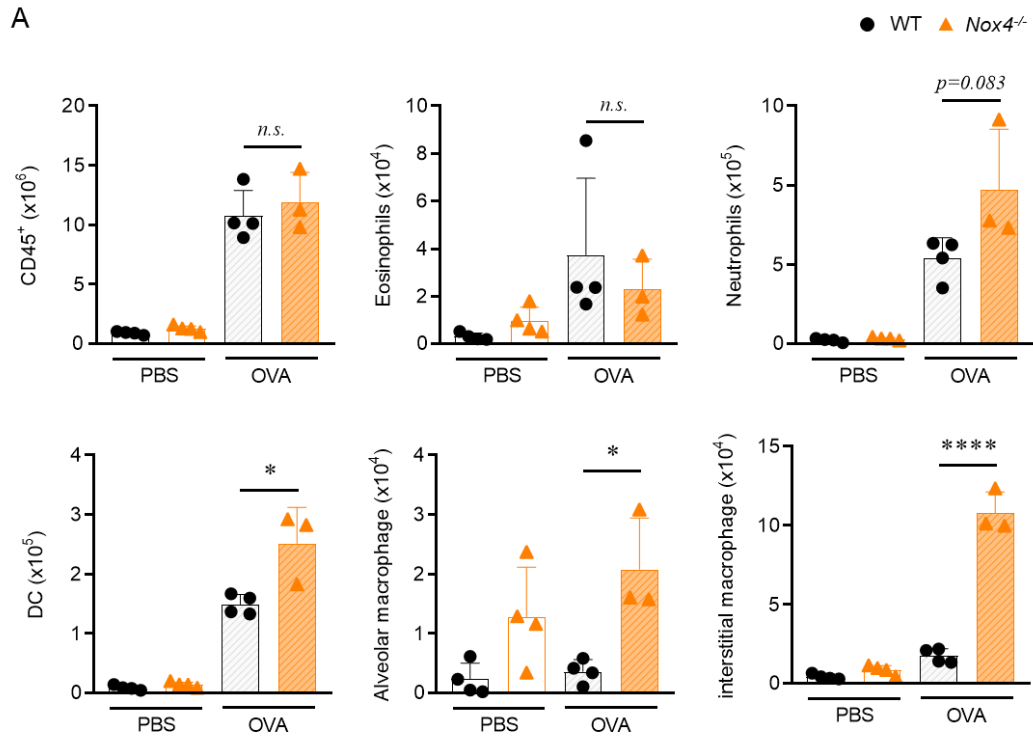 A
● WT ▲ Nox4-/-
CD45+ (x10^6)
20
15
10
5
0
n.s.
PBS
OVA
Eosinophils (x10^4)
10
8
6
4
2
0
n.s.
PBS
OVA
Neutrophils (x10^5)
10
5
5
0
p=0.083
PBS
OVA
DC (x10^5)
4
3
2
1
0
*
PBS
OVA
Alveolar macrophage (x10^4)
4
3
2
1
0
*
PBS
OVA
interstitial macrophage (x10^4)
15
10
5
0
****
PBS
OVA